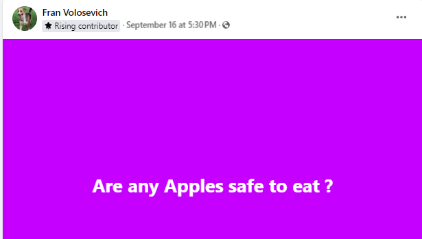 Fran Volosevich
Rising contributor · September 16 at 5:30 PM ·
Are any Apples safe to eat ?